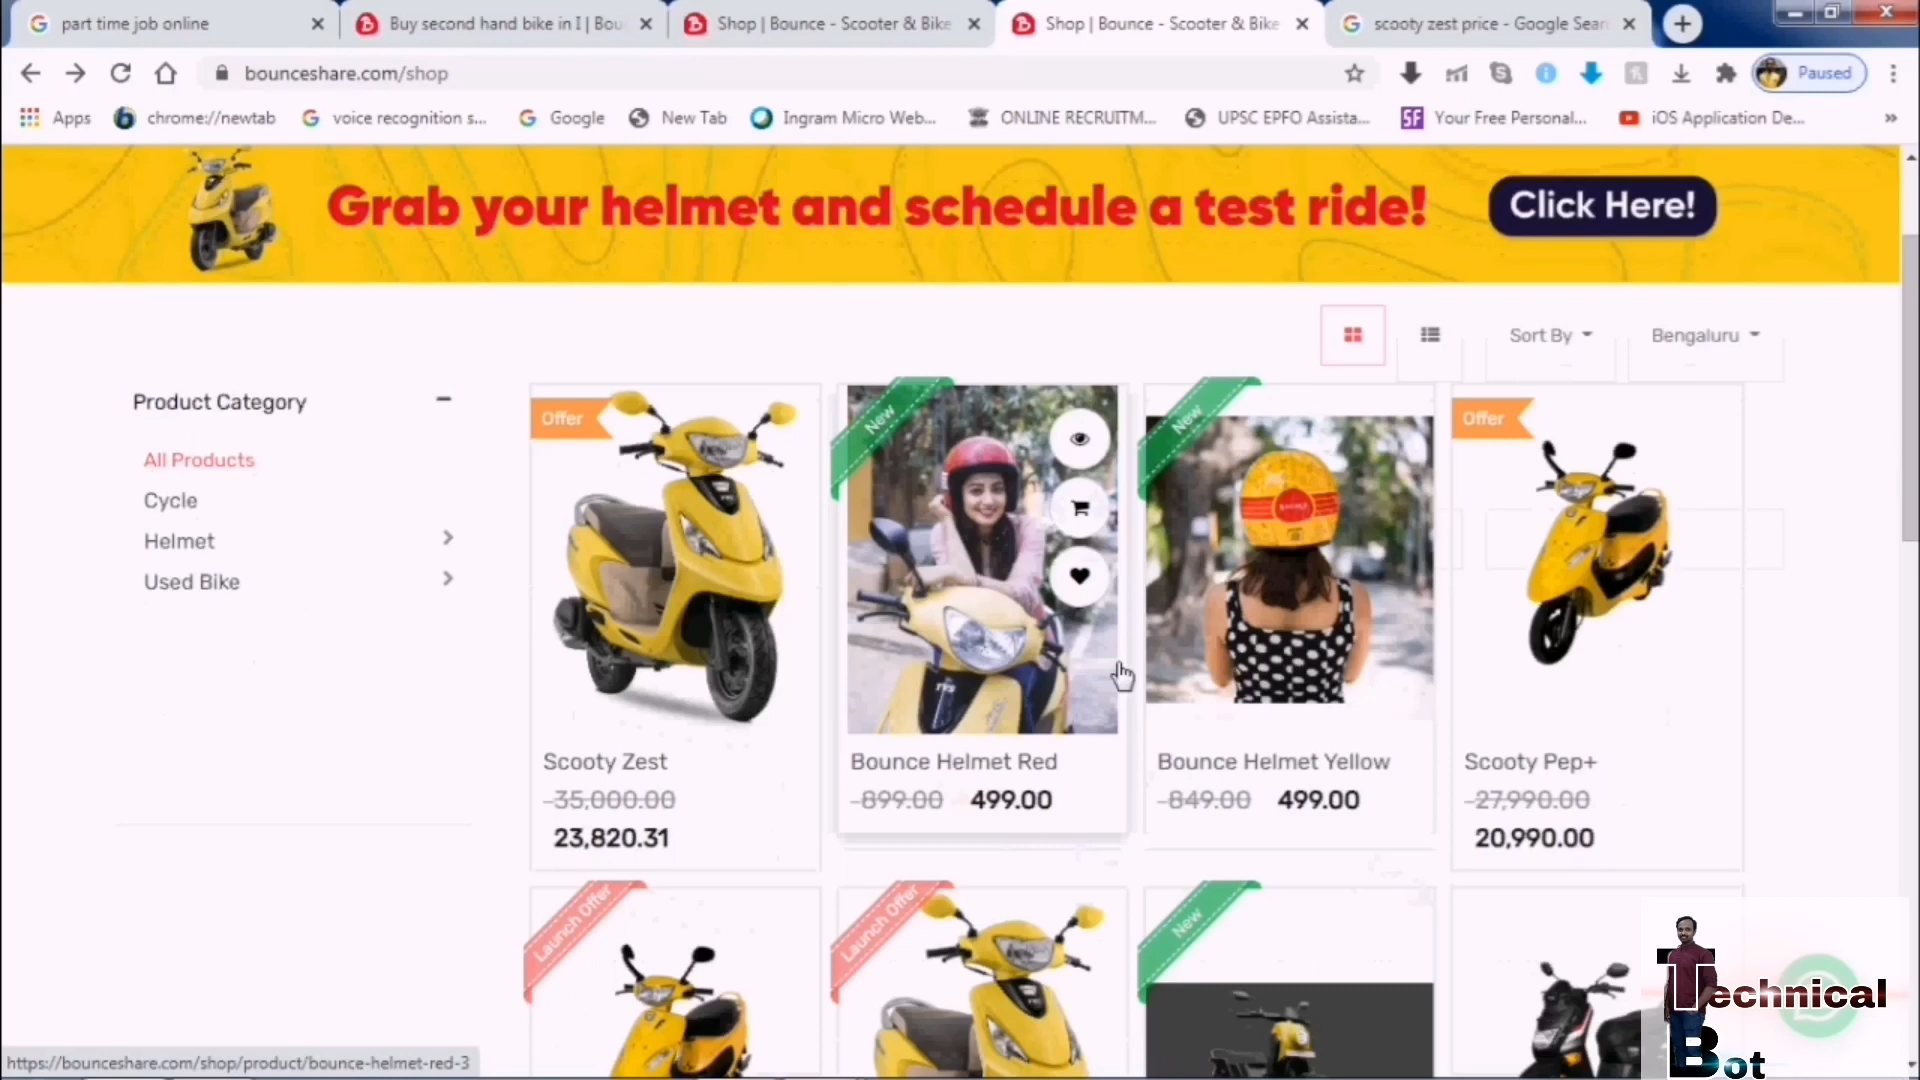 part time job online
Buy second hand bike in I | Bou
Shop | Bounce - Scooter & Bike
Shop | Bounce - Scooter & Bike
scooty zest price - Google Sear
bounceshare.com/shop
Paused
Apps
chrome://newtab
voice recognition s...
Google
New Tab
Ingram Micro Web...
ONLINE RECRUITM...
UPSC EPFO Assista...
SF
Your Free Personal...
iOS Application De...
»
Grab your helmet and schedule a test ride!
Click Here!
Sort By
Bengaluru
Product Category
All Products
Cycle
Helmet
Used Bike
Offer
New
New
Offer
Scooty Zest
35,000.00
23,820.31
Bounce Helmet Red
899.00 499.00
Bounce Helmet Yellow
849.00 499.00
Scooty Pep+
27,990.00
20,990.00
Launch Offer
Launch Offer
New
Technical
Bot
https://bounceshare.com/shop/product/bounce-helmet-red-3